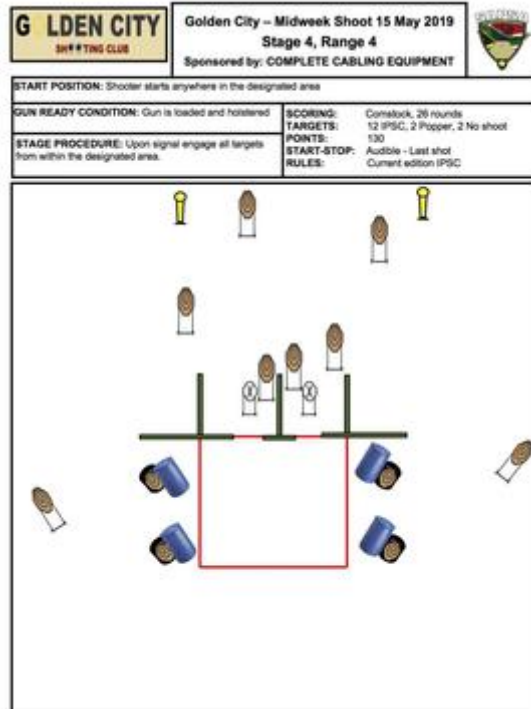 G LDEN CITY
SH TING CLUB
Golden City – Midweek Shoot 15 May 2019
Stage 4, Range 4
Sponsored by: COMPLETE CABLING EQUIPMENT
START POSITION: Shooter starts anywhere in the designated area
GUN READY CONDITION: Gun is loaded and holstered
STAGE PROCEDURE: Upon signal engage all targets
from within the designated area.
SCORING: Comstock, 26 rounds
TARGETS: 12 IPSC, 2 Popper, 2 No shoot
POINTS: 130
START-STOP: Audible - Last shot
RULES: Current edition IPSC
X
X